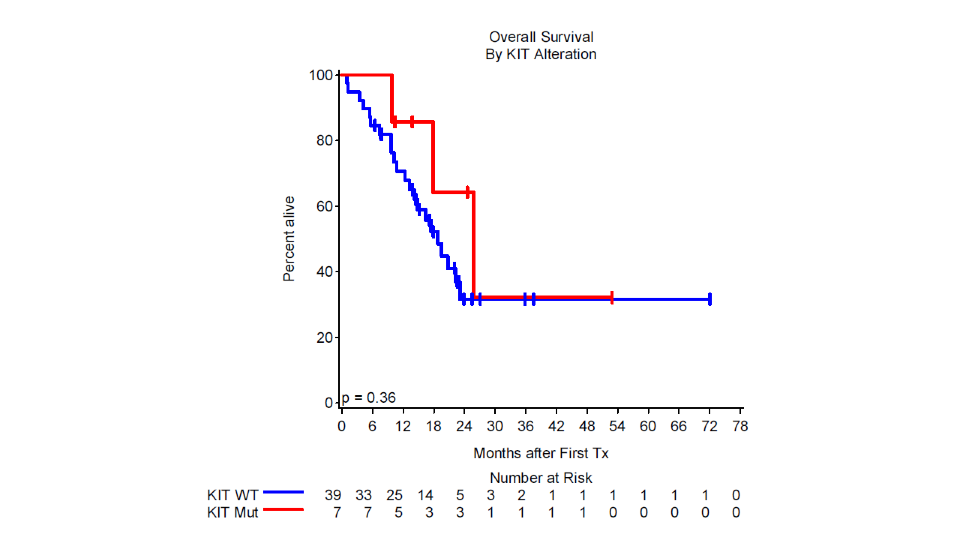 Overall Survival
By KIT Alteration
100
80
60
40
20
0
Percent alive
p = 0.36
0 6 12 18 24 30 36 42 48 54 60 66 72 78
Months after First Tx
Number at Risk
KIT WT 39 33 25 14 5 3 2 1 1 1 1 1 1 0
KIT Mut 7 7 5 3 3 1 1 1 1 0 0 0 0 0